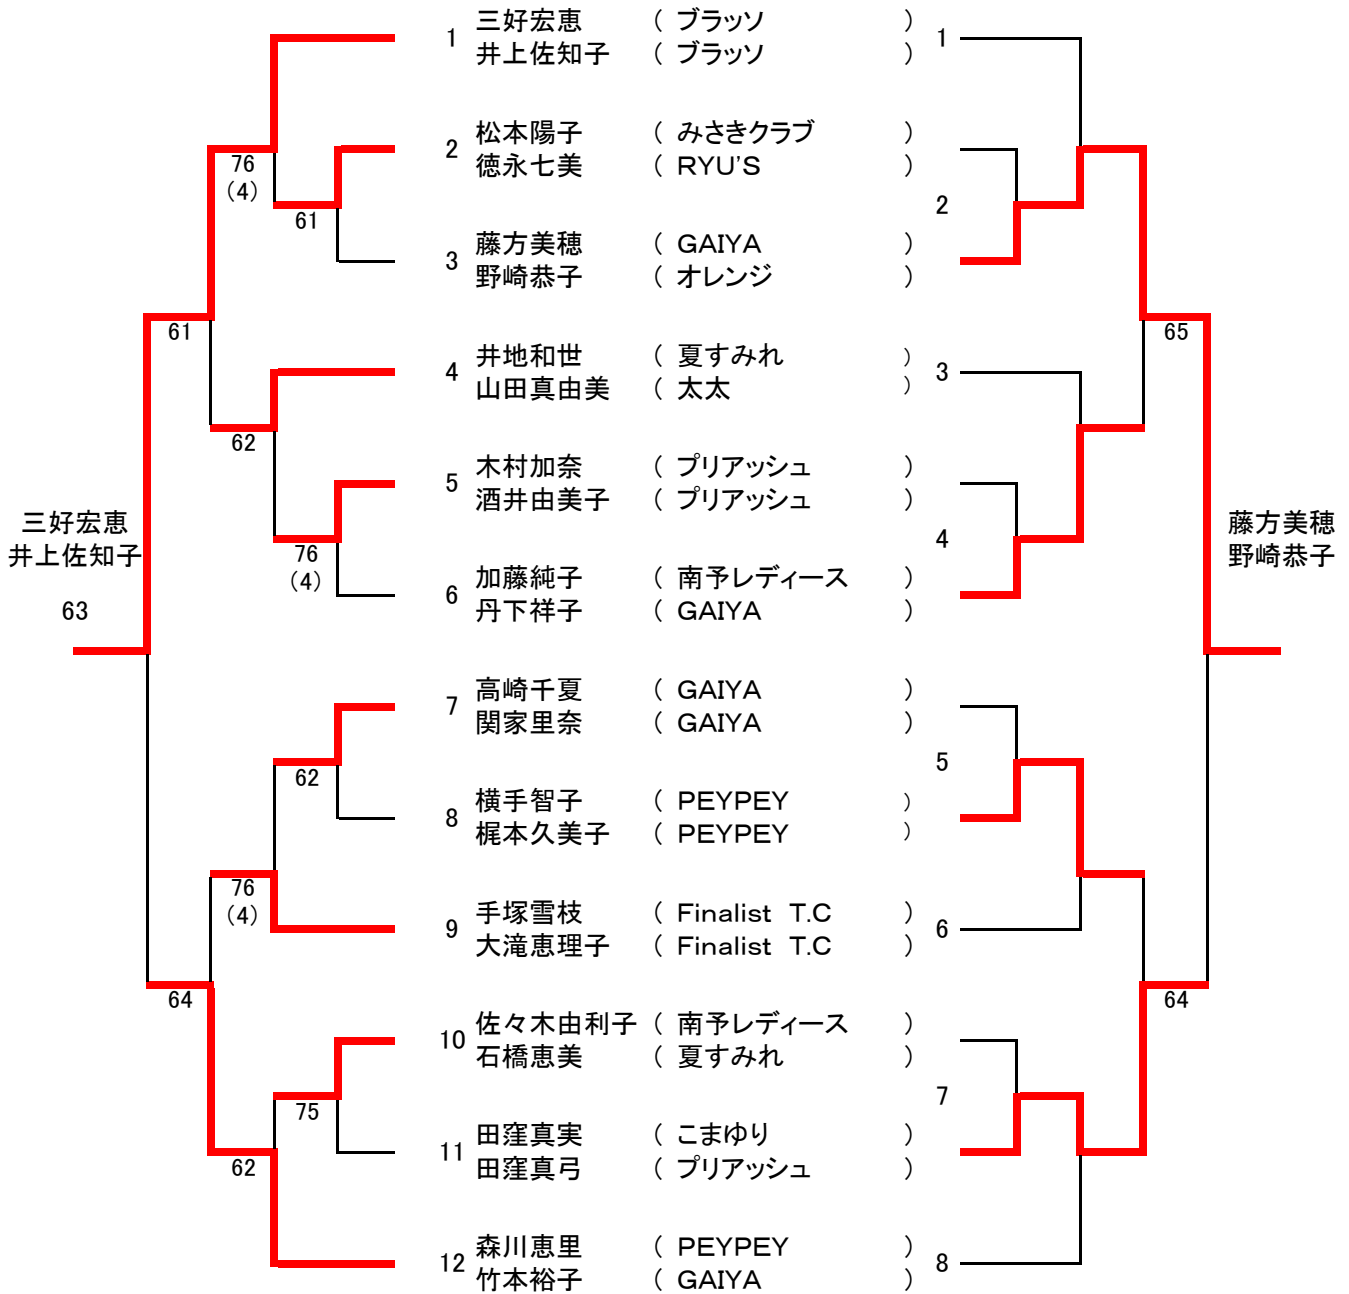 1 三好宏恵 ( ブラッソ ) 1
井上佐知子 ( ブラッソ )
2 松本陽子 ( みさきクラブ )
徳永七美 ( RYU'S )
76
(4)
2
61
3 藤方美穂 ( GAIYA )
野崎恭子 ( オレンジ )
61
65
4 井地和世 ( 夏すみれ ) 3
山田真由美 ( 太太 )
62
5 木村加奈 ( プリアッシュ )
酒井由美子 ( プリアッシュ )
三好宏恵
井上佐知子
藤方美穂
野崎恭子
76
(4)
4
6 加藤純子 ( 南予レディース )
丹下祥子 ( GAIYA )
63
7 高崎千夏 ( GAIYA )
関家里奈 ( GAIYA )
62
5
8 横手智子 ( PEYPEY )
梶本久美子 ( PEYPEY )
76
(4)
9 手塚雪枝 ( Finalist T.C ) 6
大滝恵理子 ( Finalist T.C )
64
64
10 佐々木由利子 ( 南予レディース )
石橋恵美 ( 夏すみれ )
75
7
11 田窪真実 ( こまゆり )
田窪真弓 ( プリアッシュ )
62
12 森川恵里 ( PEYPEY ) 8
竹本裕子 ( GAIYA )